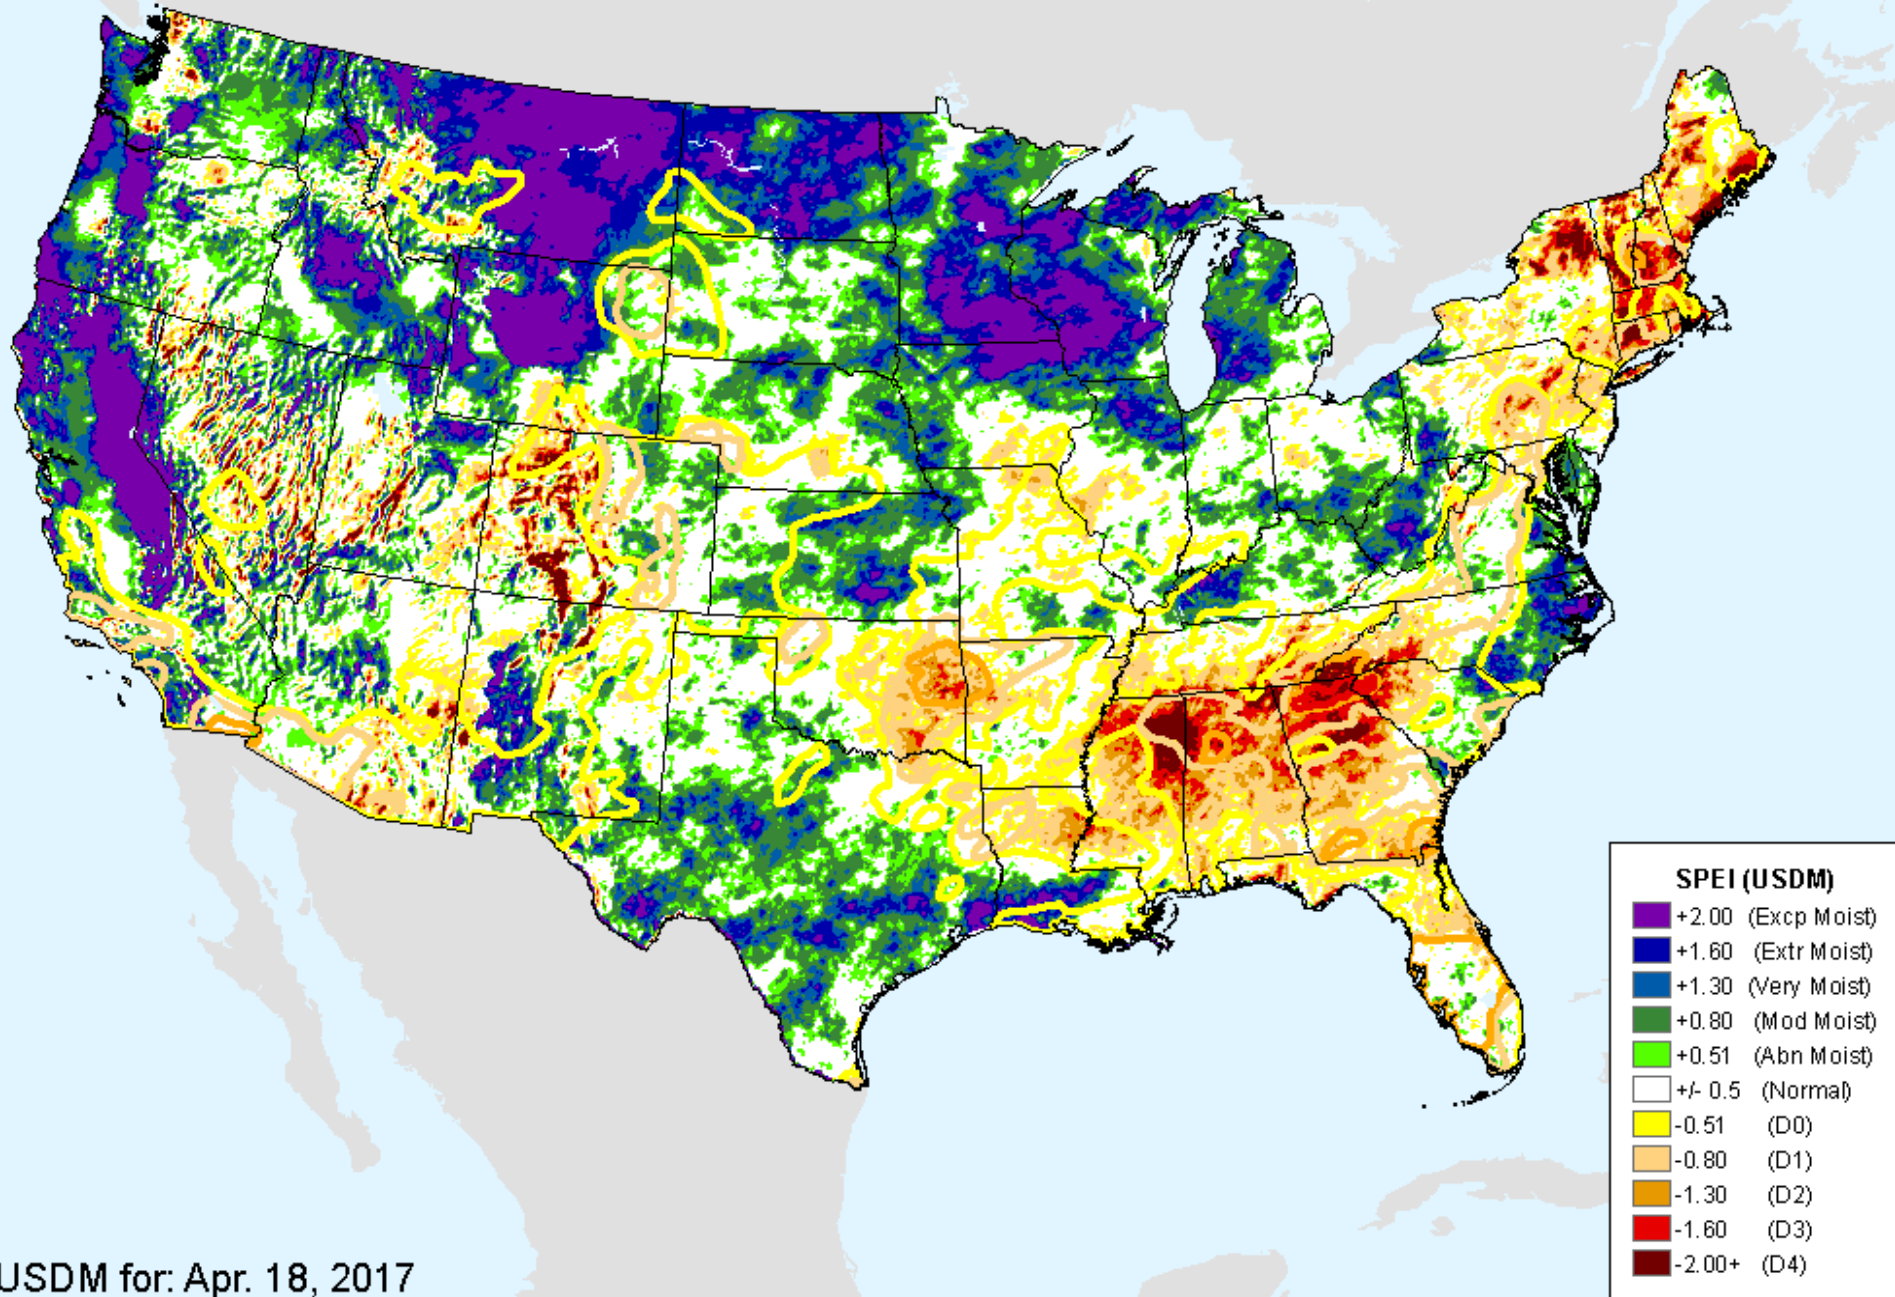 SPEI (USDM)
+2.00 (Excp Moist)
+1.60 (Extr Moist)
+1.30 (Very Moist)
+0.80 (Mod Moist)
+0.51 (Abn Moist)
+/- 0.5 (Normal)
-0.51 (D0)
-0.80 (D1)
-1.30 (D2)
-1.60 (D3)
-2.00+ (D4)
USDM for: Apr. 18, 2017